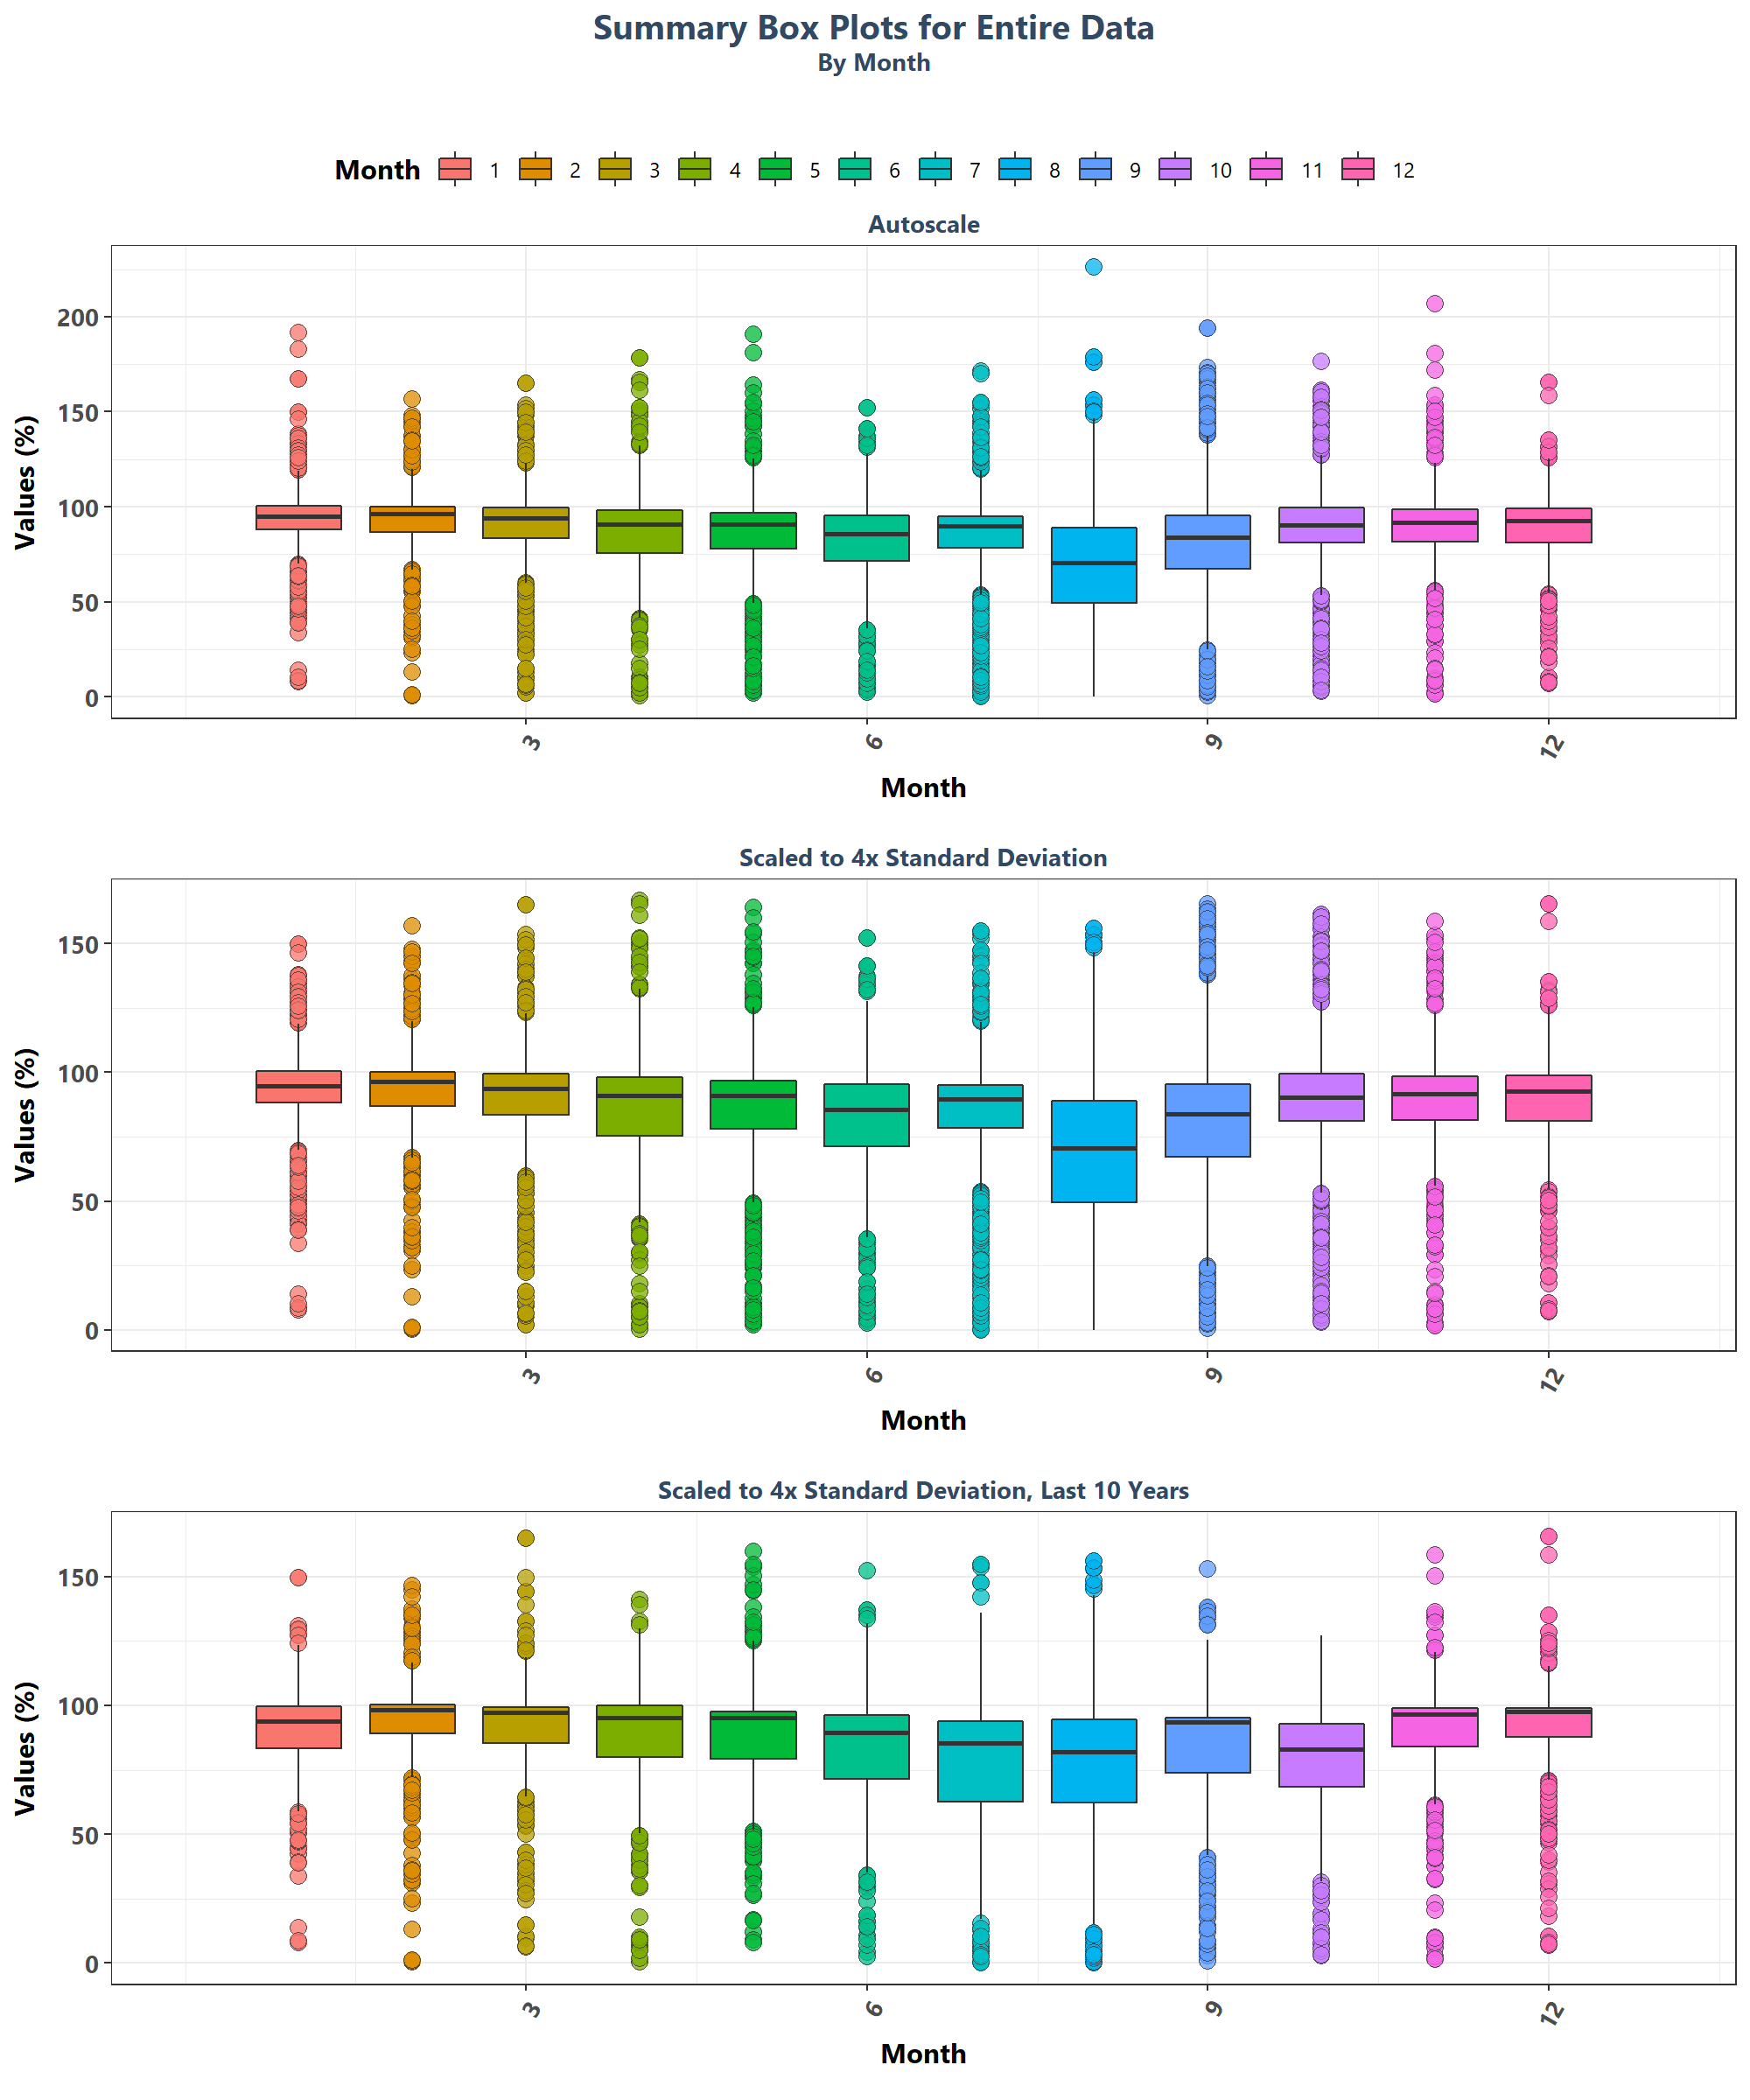 Summary Box Plots for Entire Data
By Month
Month 1 2 3 4 5 6 7 8 9 10 11 12
Autoscale
Values (%)
200
150
100
50
0
3 6 9 12
Month
Scaled to 4x Standard Deviation
Values (%)
150
100
50
0
3 6 9 12
Month
Scaled to 4x Standard Deviation, Last 10 Years
Values (%)
150
100
50
0
3 6 9 12
Month